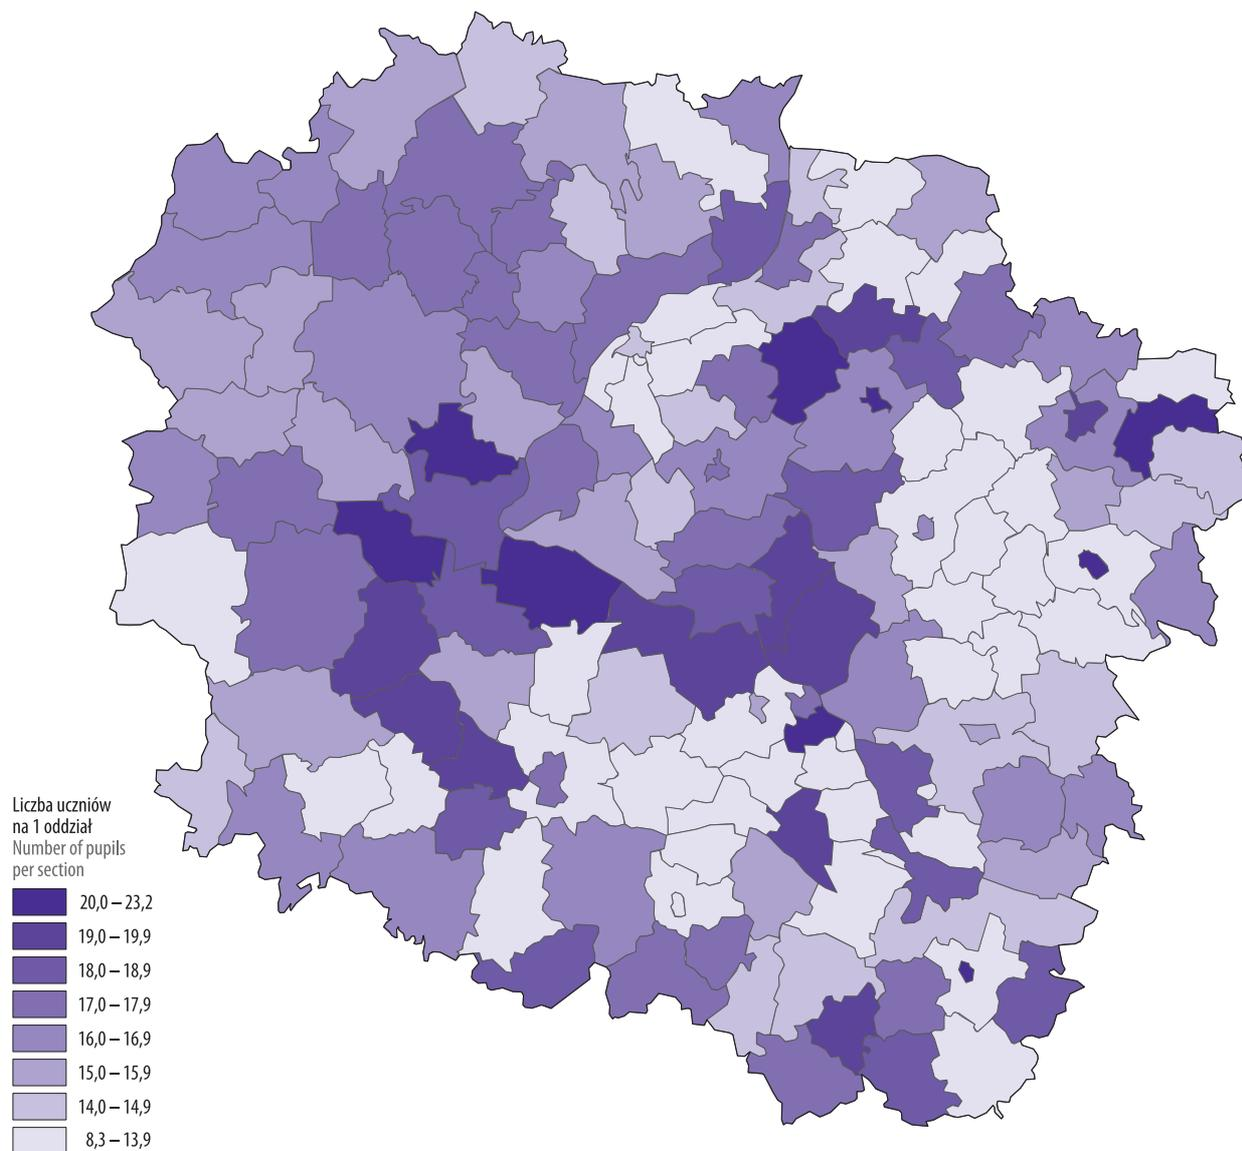 Liczba uczniów
na 1 oddział
Number of pupils
per section
20,0 – 23,2
19,0 – 19,9
18,0 – 18,9
17,0 – 17,9
16,0 – 16,9
15,0 – 15,9
14,0 – 14,9
8,3 – 13,9